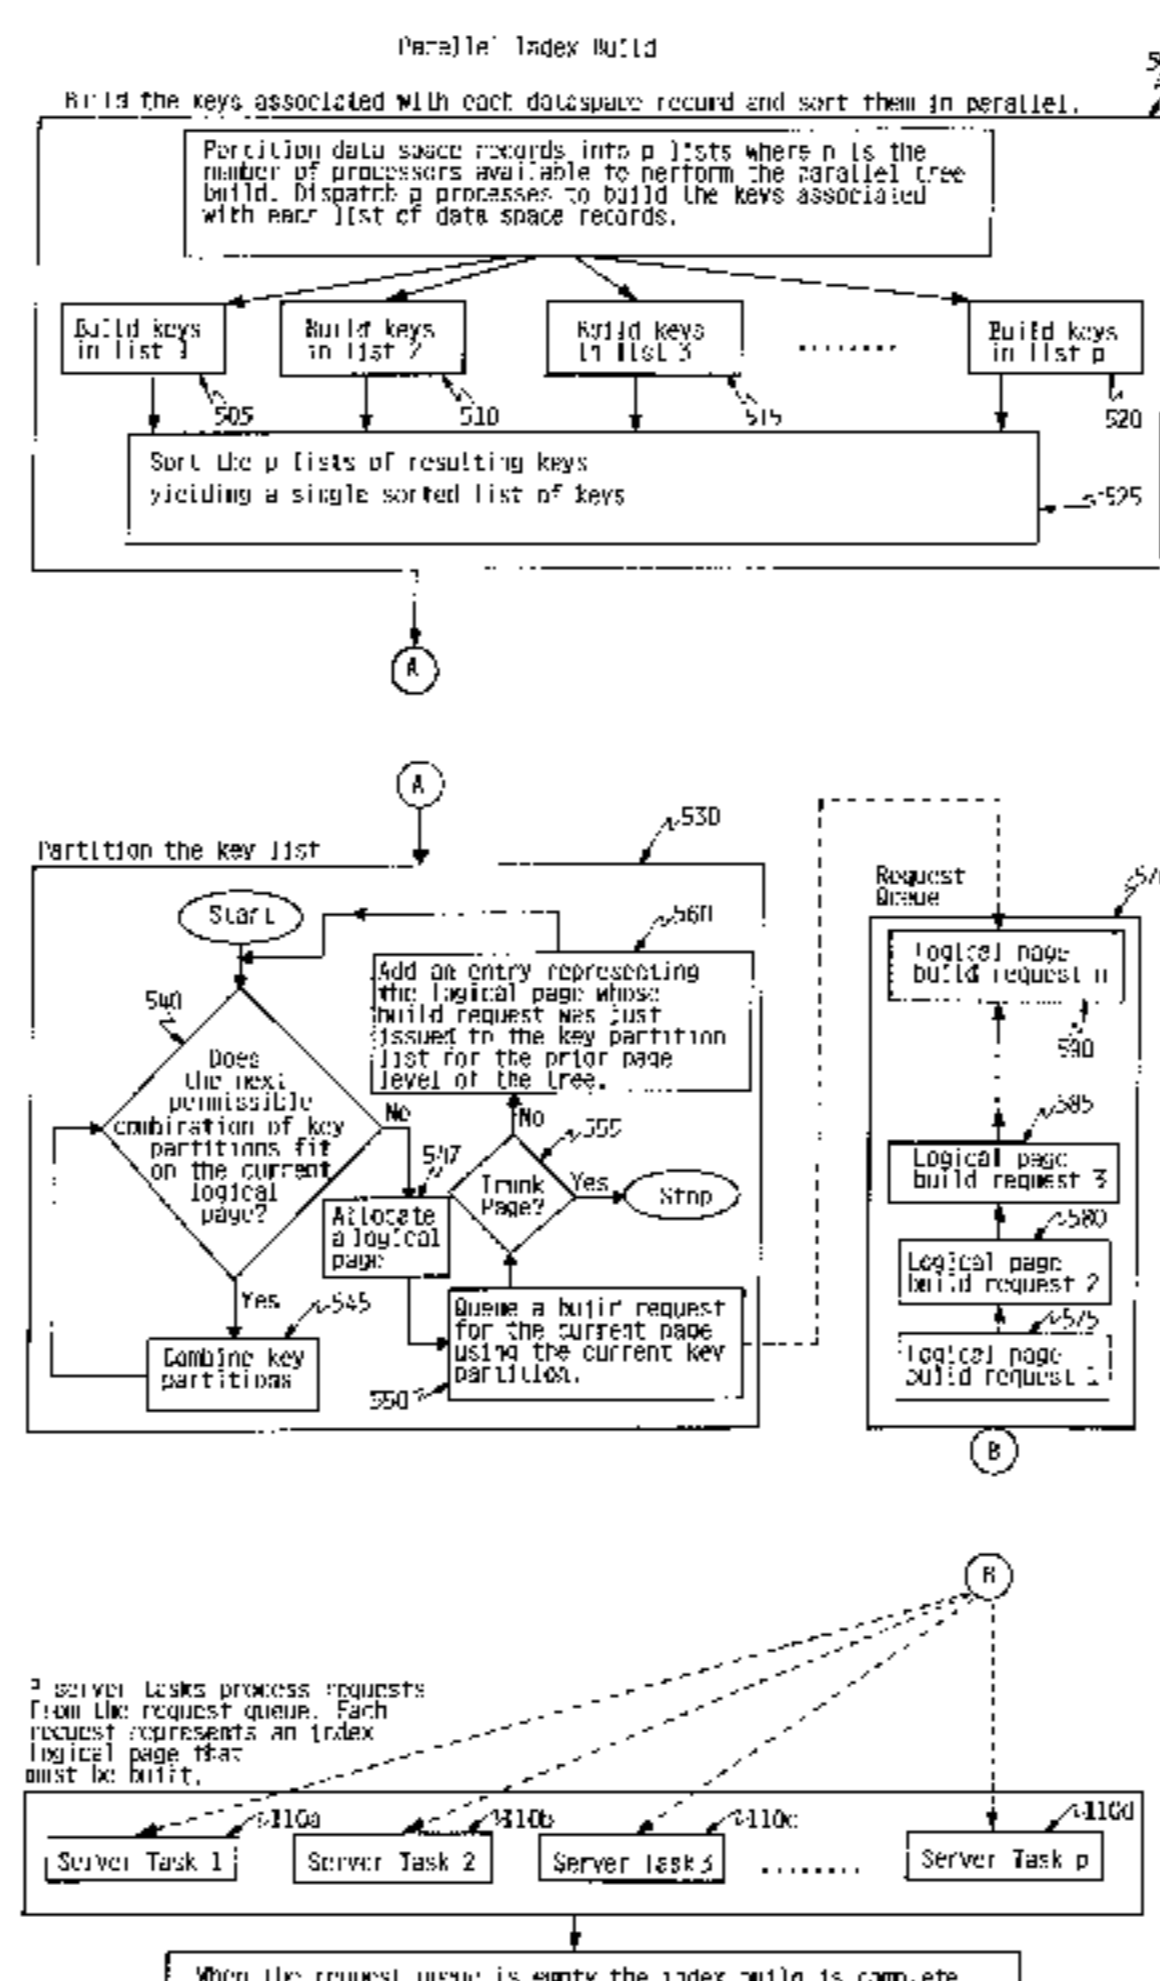 Parallel Index Build
Build the keys associated with each dataspace record and sort them in parallel.
Partition data space records into p lists where p is the
number of processors available to perform the parallel tree
build. Dispatch p processes to build the keys associated
with each list of data space records.
Build keys
in list 1
Build keys
in list 2
Build keys
in list 3
........
Build keys
in list p
505
510
515
520
Sort the p lists of resulting keys
yielding a single sorted list of keys
525
A
A
530
Partition the key list
Start
560
Add an entry representing
the logical page whose
build request was just
issued to the key partition
list for the prior page
level of the tree.
540
Does
the next
permissible
combination of key
partitions fit
on the current
logical
page?
No
Yes
547
Allocate
a logical
page
No
555
Trunk
Page?
Yes
Stop
545
Combine key
partitions
Queue a build request
for the current page
using the current key
partition.
550
Request
Queue
Logical page
build request n
590
585
Logical page
build request 3
580
Logical page
build request 2
575
Logical page
build request 1
B
B
P server tasks process requests
from the request queue. Each
request represents an index
logical page that
must be built.
110a
110b
110c
110d
Server Task 1
Server Task 2
Server Task 3
........
Server Task p
When the request queue is empty the index build is complete